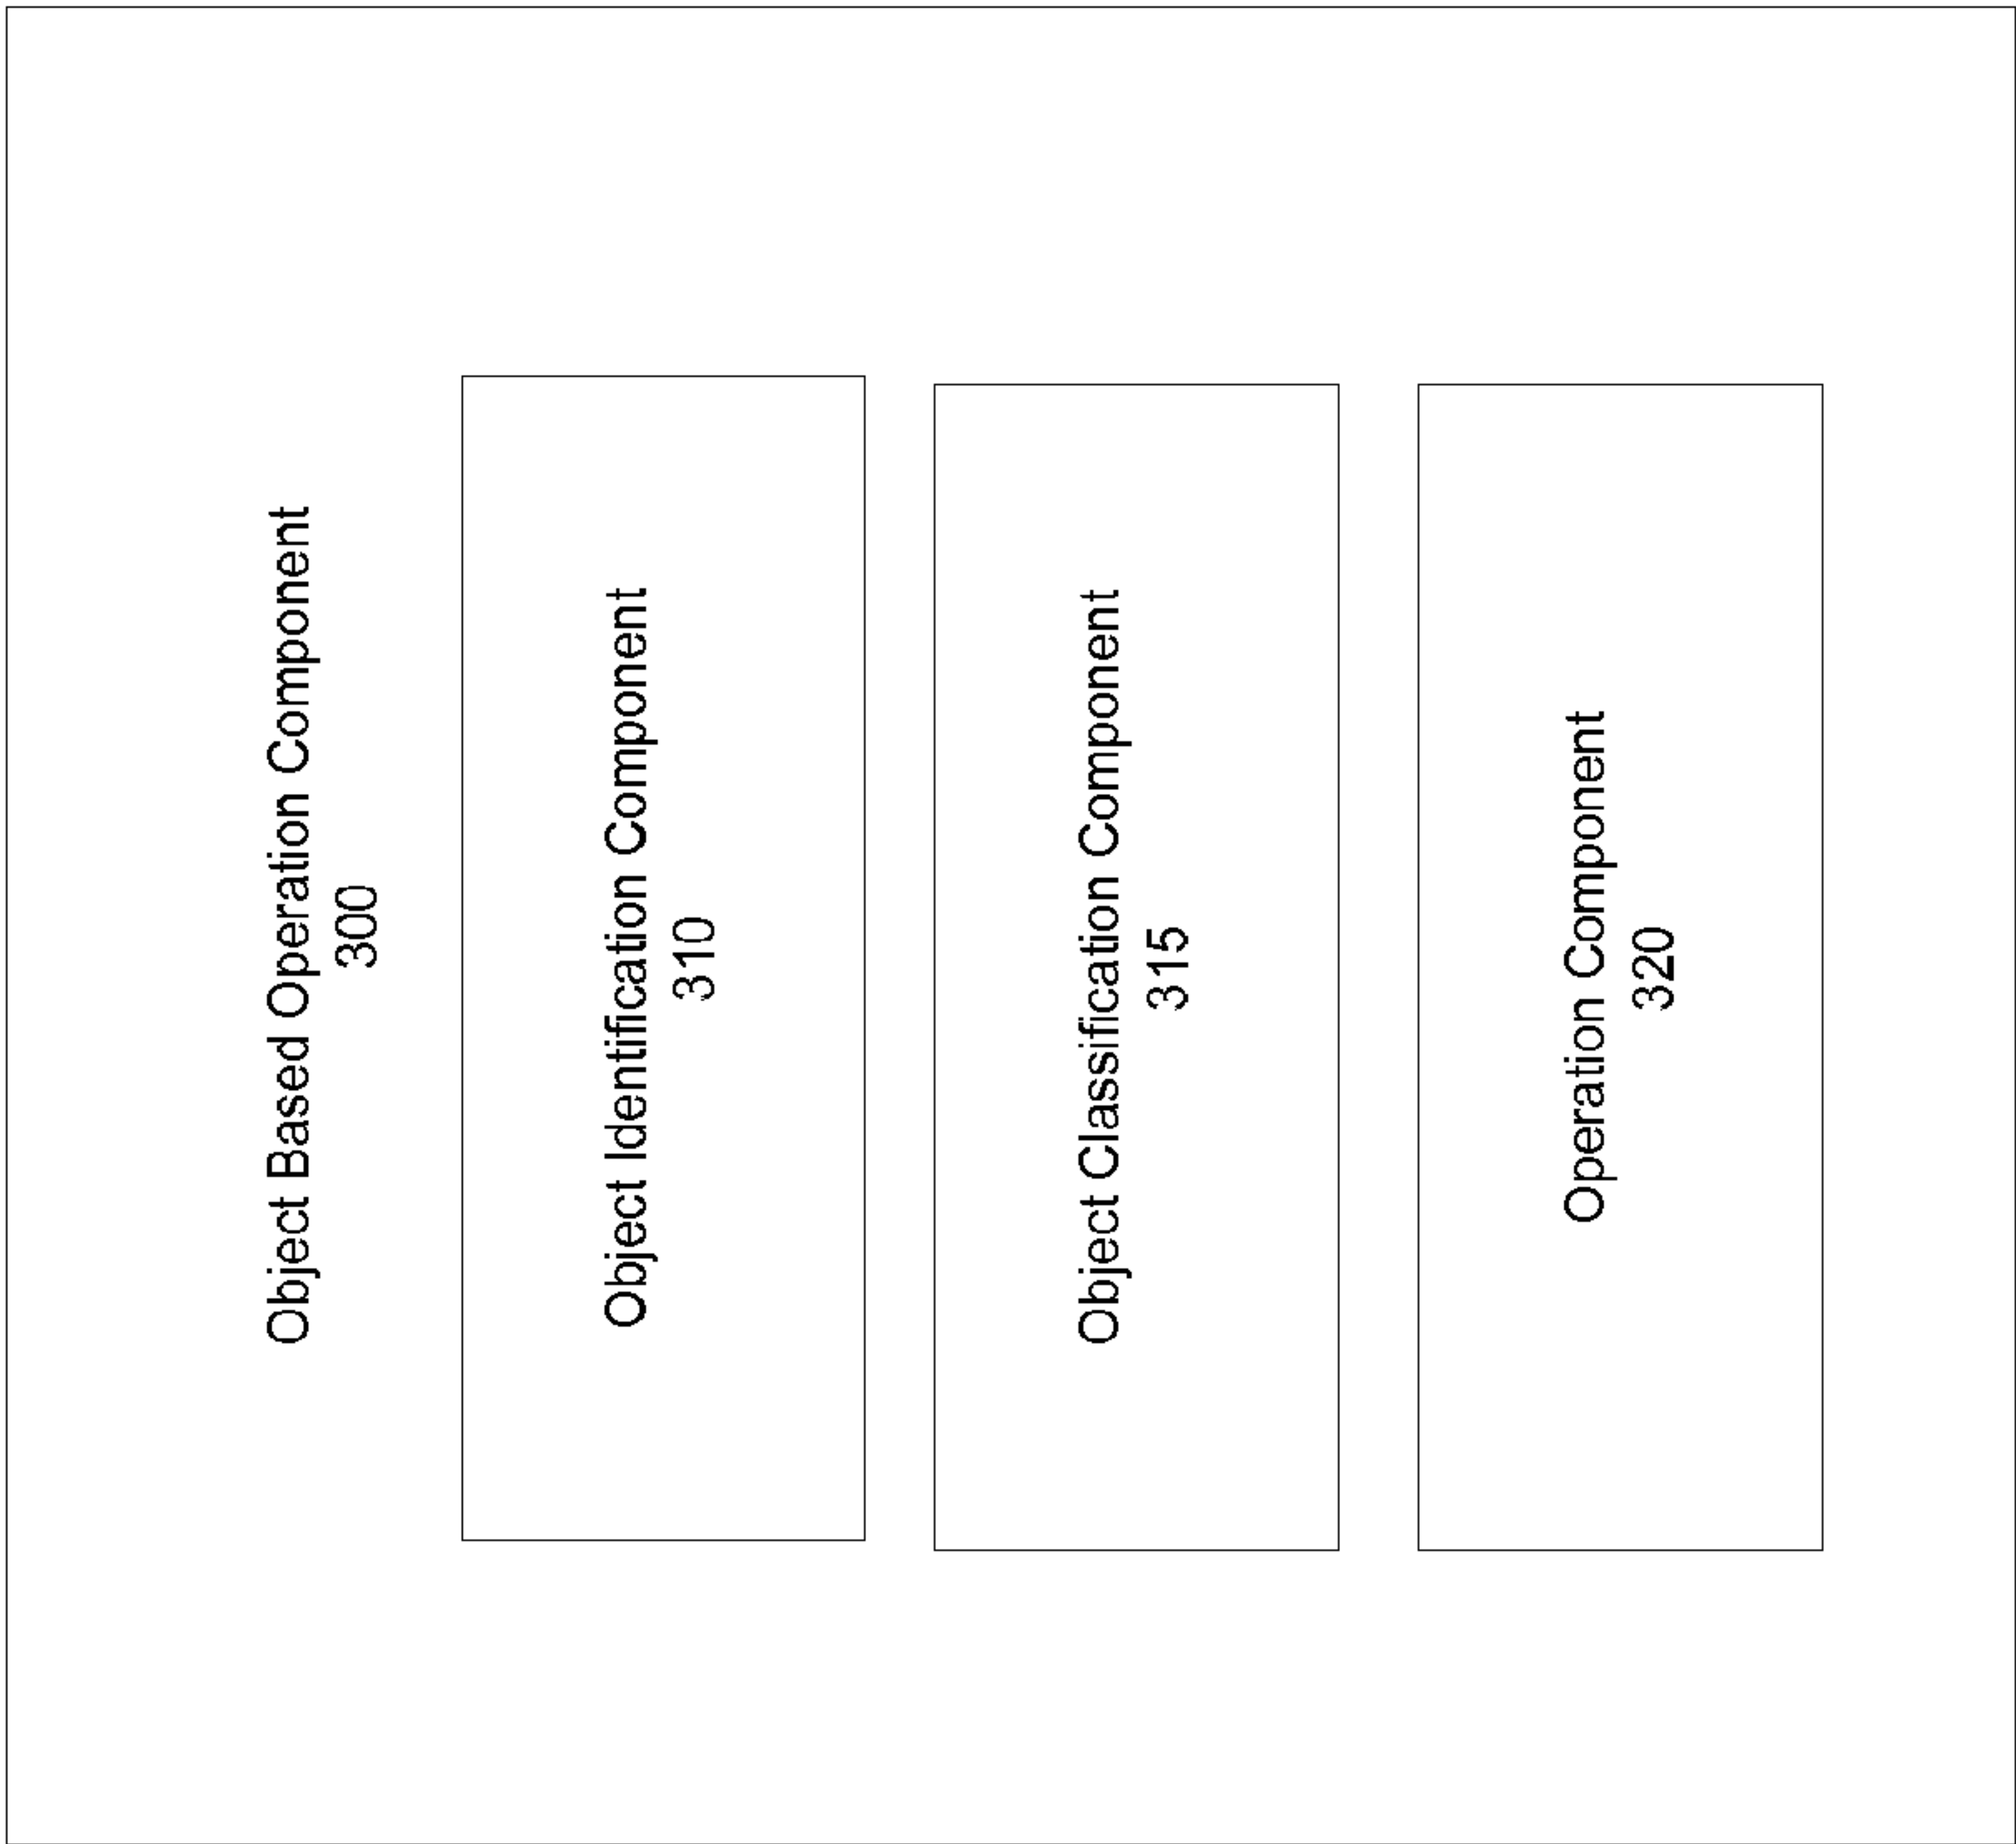 Object Based Operation Component
300
Object Identification Component
310
Object Classification Component
315
Operation Component
320